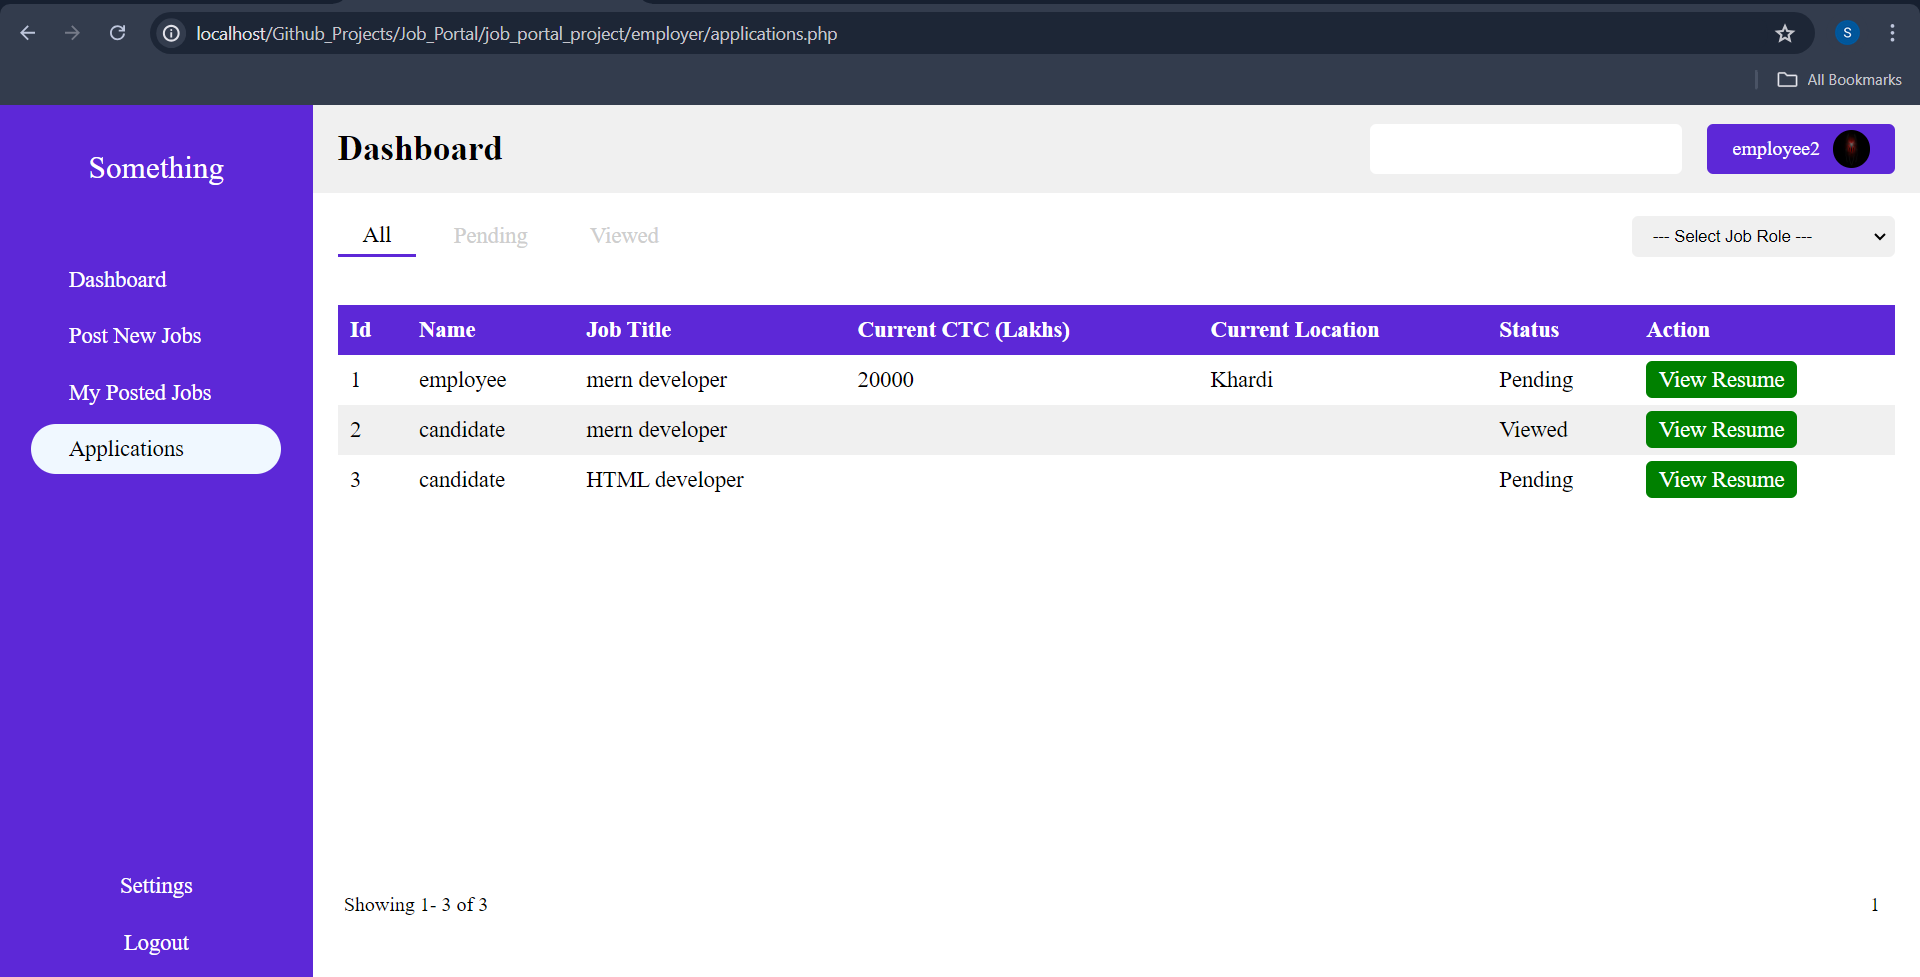 localhost/Github_Projects/Job_Portal/job_portal_project/employer/applications.php
S
All Bookmarks
Something
Dashboard
Post New Jobs
My Posted Jobs
Applications
Settings
Logout
Dashboard
employee2
All Pending Viewed
--- Select Job Role ---
Id Name Job Title Current CTC (Lakhs) Current Location Status Action
1 employee mern developer 20000 Khardi Pending View Resume
2 candidate mern developer Viewed View Resume
3 candidate HTML developer Pending View Resume
Showing 1- 3 of 3
1